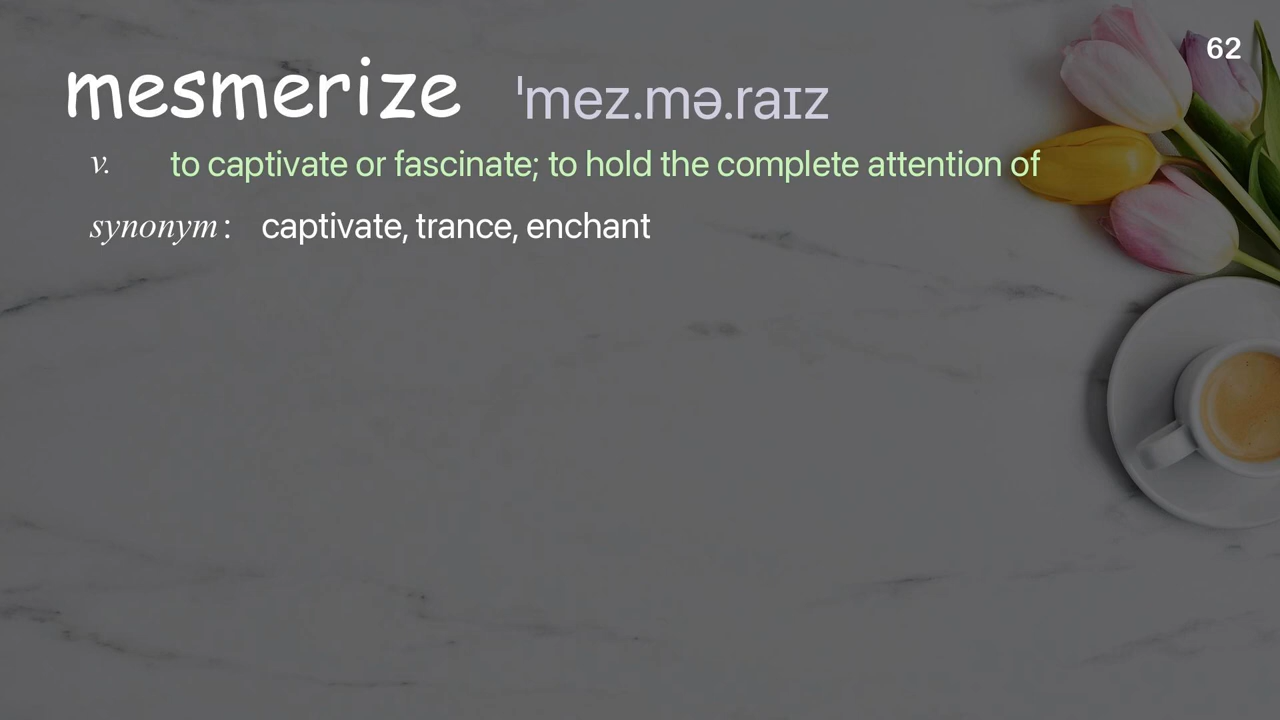 62
mesmerize ˈmez.mə.raɪz
v. to captivate or fascinate; to hold the complete attention of
synonym : captivate, trance, enchant